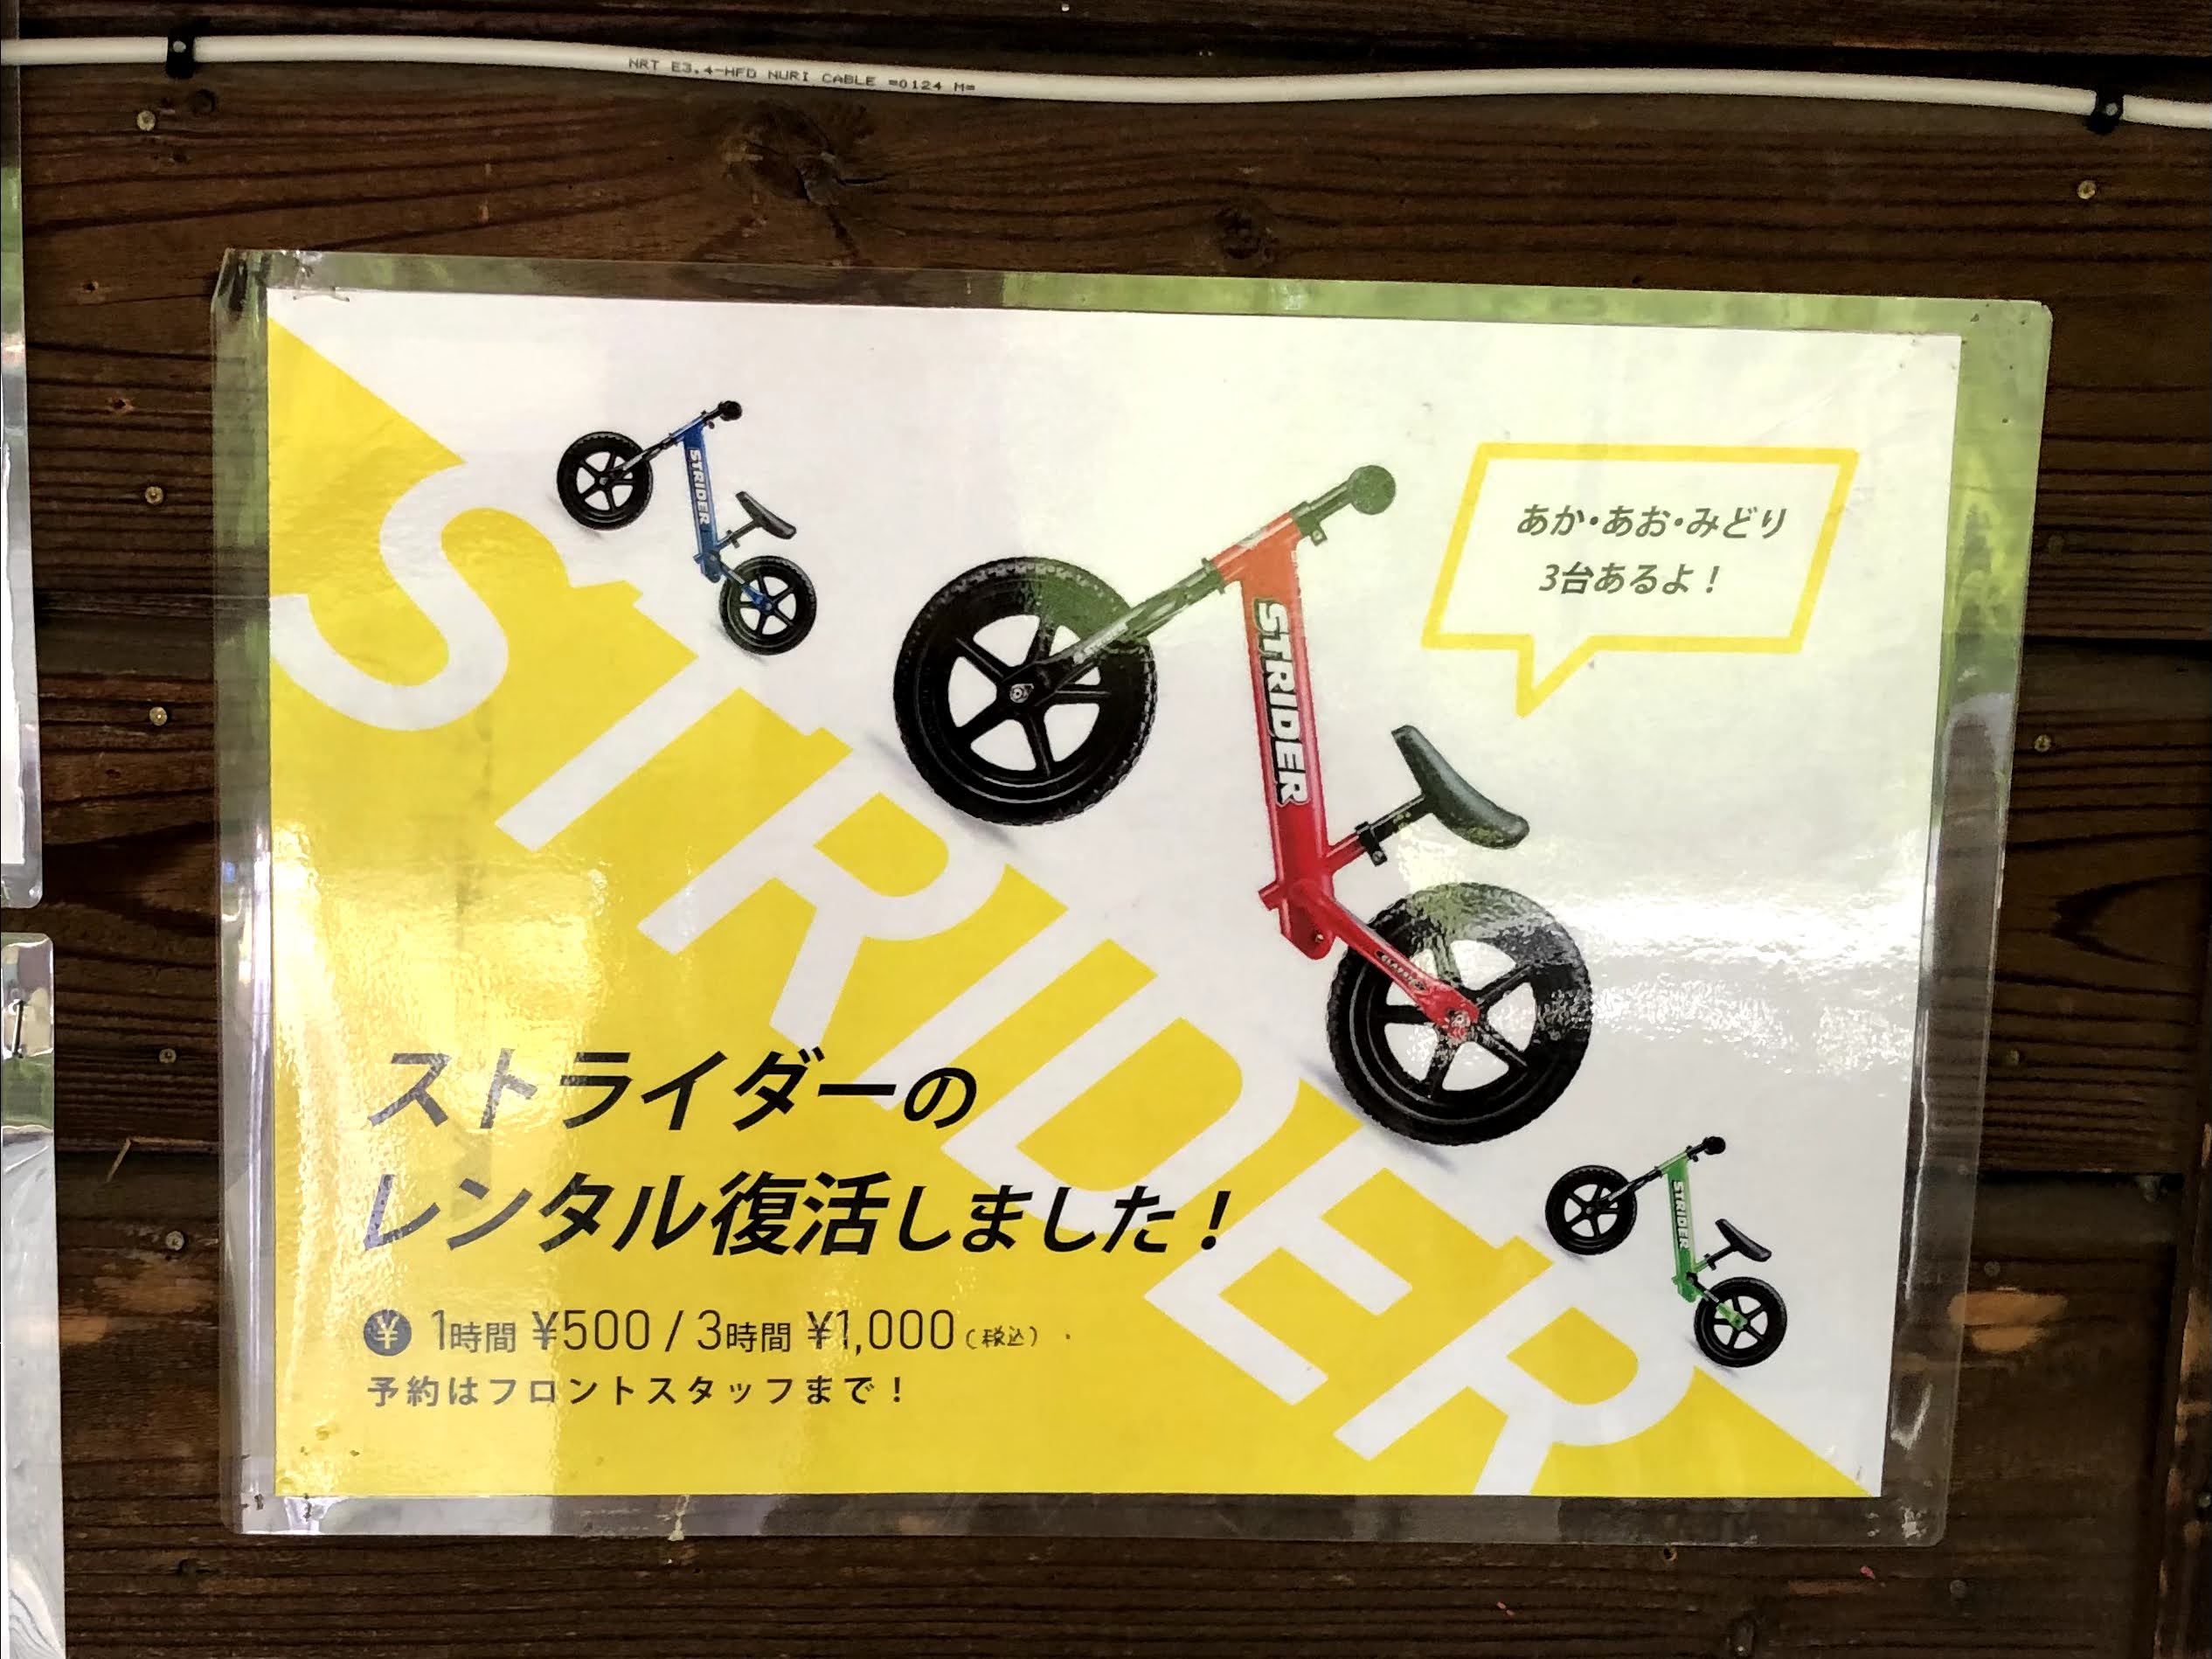 NRT E3.4-HFD NURI CABLE =0124 M=
STRIDER
STRIDER
STRIDER
あか・あお・みどり
3台あるよ！
ストライダーの
レンタル復活しました！
¥ 1時間 ¥500 / 3時間 ¥1,000（税込）
予約はフロントスタッフまで！
STRIDER